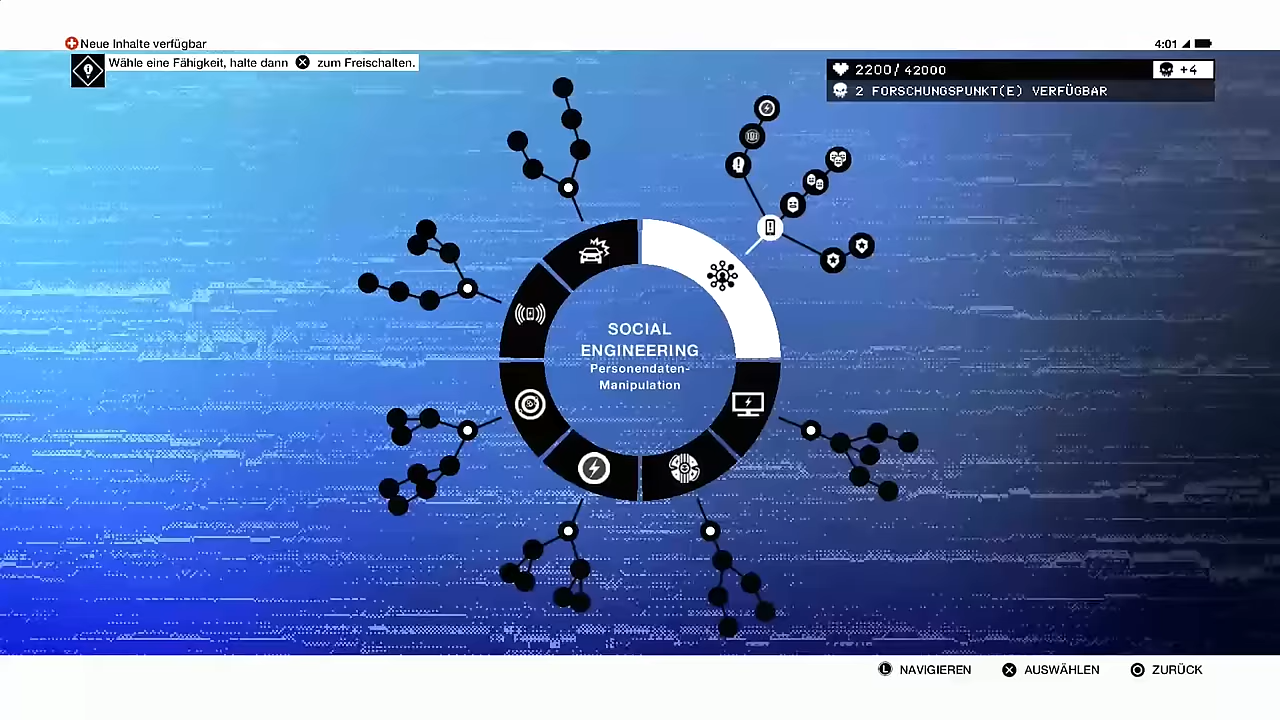 Neue Inhalte verfügbar
4:01
Wähle eine Fähigkeit, halte dann zum Freischalten.
2200/ 42000
+4
2 FORSCHUNGSPUNKT(E) VERFÜGBAR
SOCIAL
ENGINEERING
Personendaten-
Manipulation
L NAVIGIEREN
AUSWÄHLEN
ZURÜCK